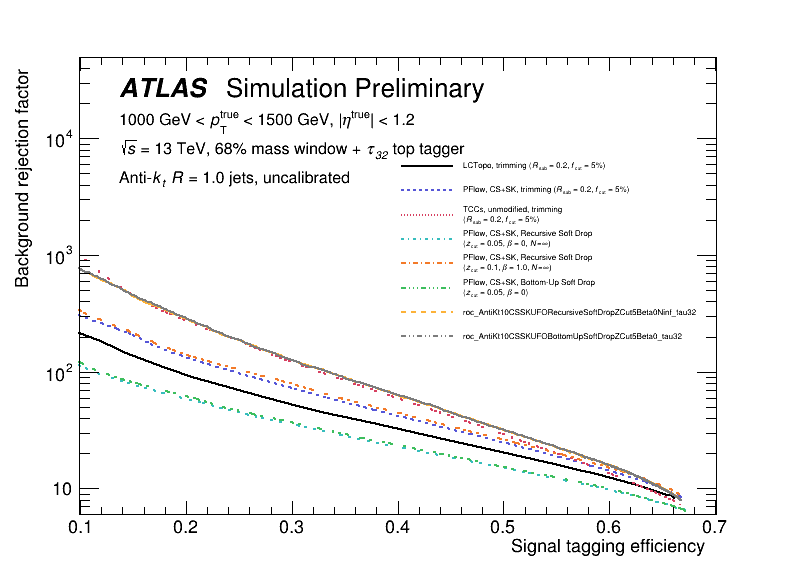 ATLAS Simulation Preliminary
1000 GeV < p_T^true < 1500 GeV, |η^true| < 1.2
√s = 13 TeV, 68% mass window + τ_32 top tagger
Anti-k_t R = 1.0 jets, uncalibrated
LCTopo, trimming (R_sub = 0.2, f_cut = 5%)
PFlow, CS+SK, trimming (R_sub = 0.2, f_cut = 5%)
TCCs, unmodified, trimming
(R_sub = 0.2, f_cut = 5%)
PFlow, CS+SK, Recursive Soft Drop
(z_cut = 0.05, β = 0, N=∞)
PFlow, CS+SK, Recursive Soft Drop
(z_cut = 0.1, β = 1.0, N=∞)
PFlow, CS+SK, Bottom-Up Soft Drop
(z_cut = 0.05, β = 0)
roc_AntiKt10CSSKUFORecursiveSoftDropZCut5Beta0Ninf_tau32
roc_AntiKt10CSSKUFOBottomUpSoftDropZCut5Beta0_tau32
Background rejection factor
10^4
10^3
10^2
10
0.1 0.2 0.3 0.4 0.5 0.6 0.7
Signal tagging efficiency